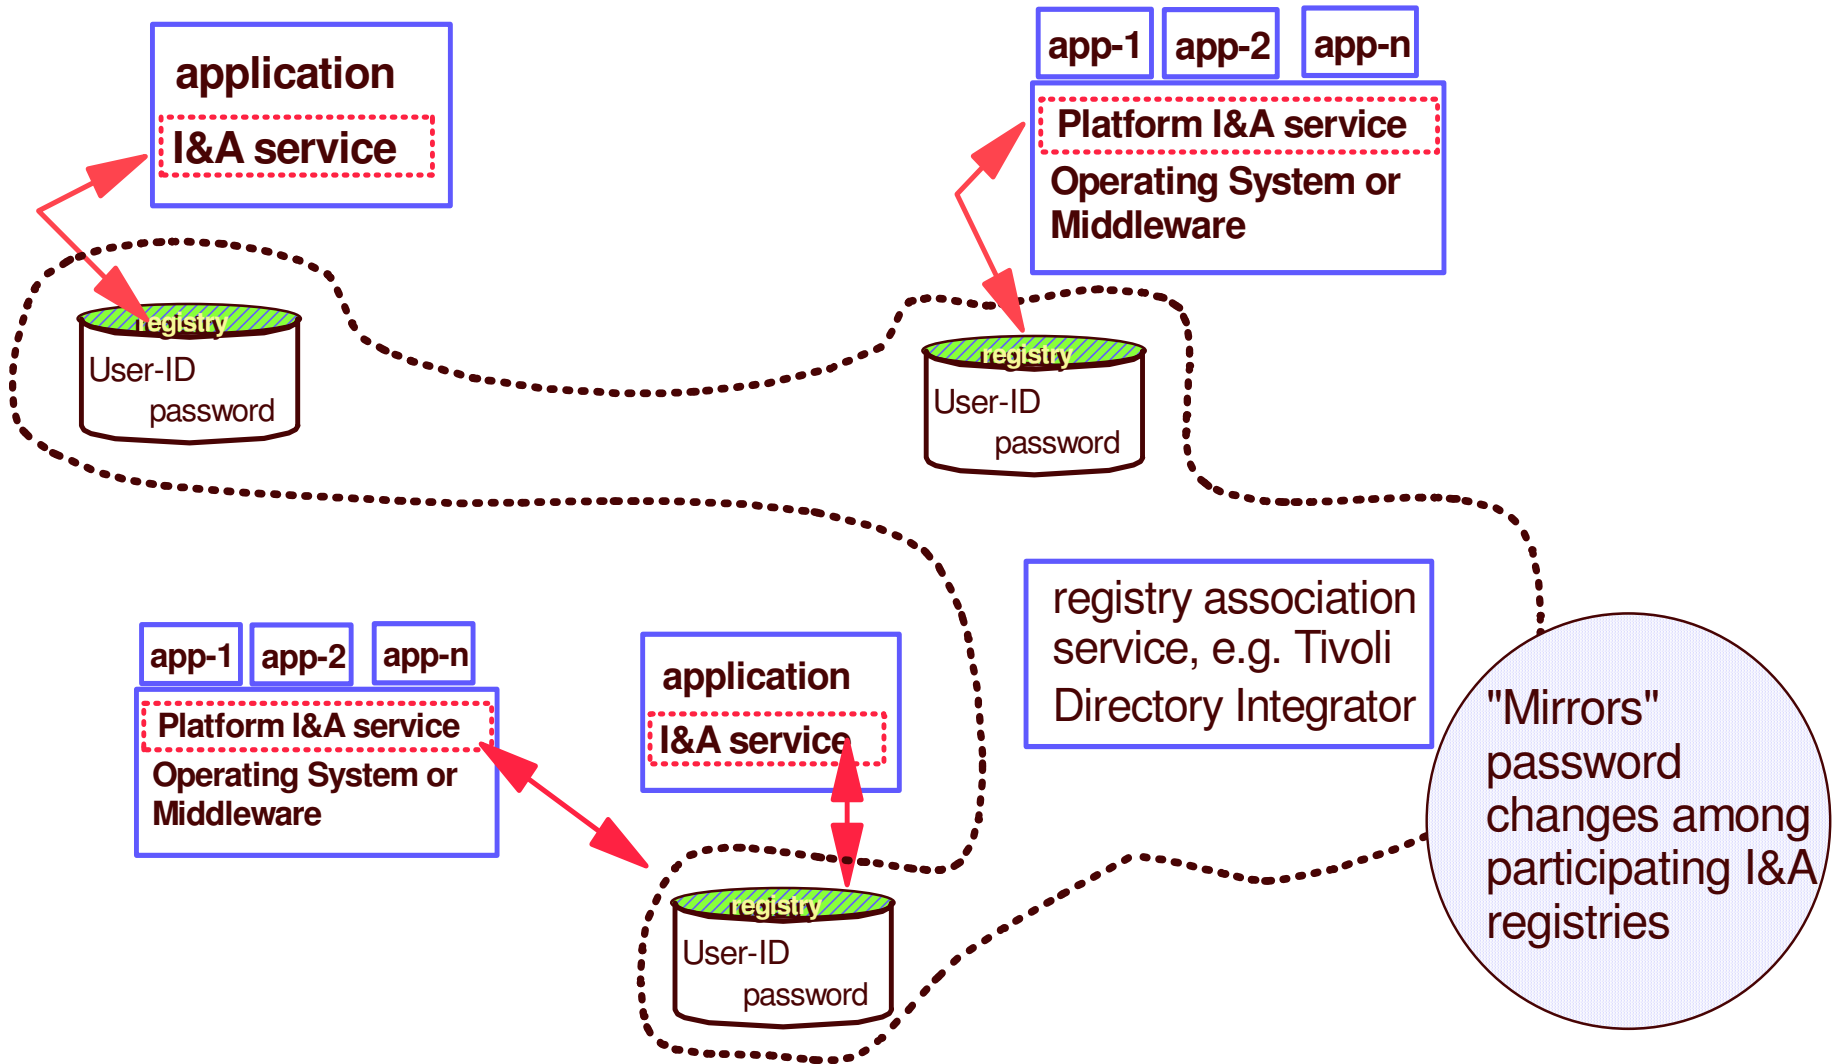 application
I&A service
app-1
app-2
app-n
Platform I&A service
Operating System or
Middleware
registry
User-ID
password
registry
User-ID
password
app-1
app-2
app-n
Platform I&A service
Operating System or
Middleware
application
I&A service
registry
User-ID
password
registry association
service, e.g. Tivoli
Directory Integrator
"Mirrors"
password
changes among
participating I&A
registries